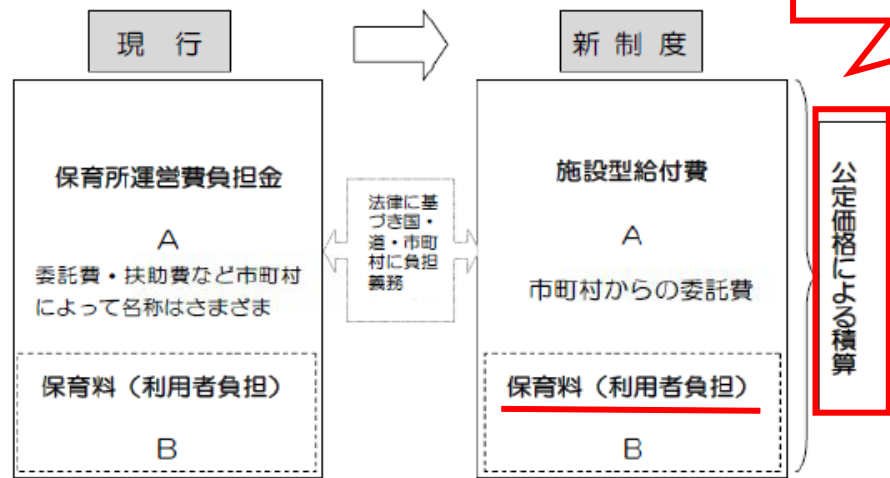 現 行
新 制 度
保育所運営費負担金
A
委託費・扶助費など市町村
によって名称はさまざま
保育料（利用者負担）
B
法律に基
づき国・
道・市町
村に負担
義務
施設型給付費
A
市町村からの委託費
保育料（利用者負担）
B
公定価格による積算